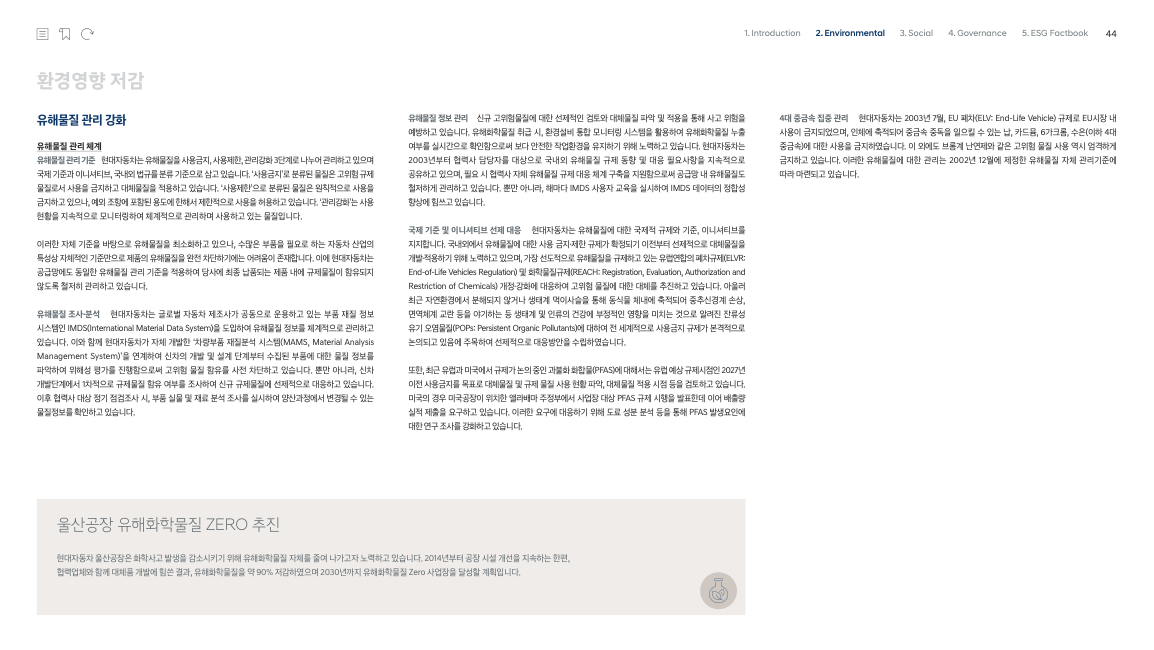 1. Introduction 2. Environmental 3. Social 4. Governance 5. ESG Factbook 44
환경영향 저감
유해물질 관리 강화
유해물질 관리 체계
유해물질 관리 기준 현대자동차는 유해물질을 사용금지, 사용제한, 관리강화 3단계로 나누어 관리하고 있으며
국제 기준과 이니셔티브, 국내외 법규를 분류 기준으로 삼고 있습니다. '사용금지'로 분류된 물질은 고위험 규제
물질로서 사용을 금지하고 대체물질을 적용하고 있습니다. '사용제한'으로 분류된 물질은 원칙적으로 사용을
금지하고 있으나, 예외 조항에 포함된 용도에 한해서 제한적으로 사용을 허용하고 있습니다. '관리강화'는 사용
현황을 지속적으로 모니터링하여 체계적으로 관리하며 사용하고 있는 물질입니다.
이러한 자체 기준을 바탕으로 유해물질을 최소화하고 있으나, 수많은 부품을 필요로 하는 자동차 산업의
특성상 자체적인 기준만으로 제품의 유해물질을 완전 차단하기에는 어려움이 존재합니다. 이에 현대자동차는
공급망에도 동일한 유해물질 관리 기준을 적용하여 당사에 최종 납품되는 제품 내에 규제물질이 함유되지
않도록 철저히 관리하고 있습니다.
유해물질 조사·분석 현대자동차는 글로벌 자동차 제조사가 공동으로 운용하고 있는 부품 재질 정보
시스템인 IMDS(International Material Data System)을 도입하여 유해물질 정보를 체계적으로 관리하고
있습니다. 이와 함께 현대자동차가 자체 개발한 '차량부품 재질분석 시스템(MAMS, Material Analysis
Management System)'을 연계하여 신차의 개발 및 설계 단계부터 수집된 부품에 대한 물질 정보를
파악하여 위해성 평가를 진행함으로써 고위험 물질 함유를 사전 차단하고 있습니다. 뿐만 아니라, 신차
개발단계에서 1차적으로 규제물질 함유 여부를 조사하여 신규 규제물질에 선제적으로 대응하고 있습니다.
이후 협력사 대상 정기 점검조사 시, 부품 실물 및 재료 분석 조사를 실시하여 양산과정에서 변경될 수 있는
물질정보를 확인하고 있습니다.
유해물질 정보 관리 신규 고위험물질에 대한 선제적인 검토와 대체물질 파악 및 적용을 통해 사고 위험을
예방하고 있습니다. 유해화학물질 취급 시, 환경설비 통합 모니터링 시스템을 활용하여 유해화학물질 누출
여부를 실시간으로 확인함으로써 보다 안전한 작업환경을 유지하기 위해 노력하고 있습니다. 현대자동차는
2003년부터 협력사 담당자를 대상으로 국내외 유해물질 규제 동향 및 대응 필요사항을 지속적으로
공유하고 있으며, 필요 시 협력사 자체 유해물질 규제 대응 체계 구축을 지원함으로써 공급망 내 유해물질도
철저하게 관리하고 있습니다. 뿐만 아니라, 해마다 IMDS 사용자 교육을 실시하여 IMDS 데이터의 정합성
향상에 힘쓰고 있습니다.
국제 기준 및 이니셔티브 선제 대응 현대자동차는 유해물질에 대한 국제적 규제와 기준, 이니셔티브를
지지합니다. 국내외에서 유해물질에 대한 사용 금지·제한 규제가 확정되기 이전부터 선제적으로 대체물질을
개발·적용하기 위해 노력하고 있으며, 가장 선도적으로 유해물질을 규제하고 있는 유럽연합의 폐차규제(ELVR:
End-of-Life Vehicles Regulation) 및 화학물질규제(REACH: Registration, Evaluation, Authorization and
Restriction of Chemicals) 개정·강화에 대응하여 고위험 물질에 대한 대체를 추진하고 있습니다. 아울러
최근 자연환경에서 분해되지 않거나 생태계 먹이사슬을 통해 동식물 체내에 축적되어 중추신경계 손상,
면역체계 교란 등을 야기하는 등 생태계 및 인류의 건강에 부정적인 영향을 미치는 것으로 알려진 잔류성
유기 오염물질(POPs: Persistent Organic Pollutants)에 대하여 전 세계적으로 사용금지 규제가 본격적으로
논의되고 있음에 주목하여 선제적으로 대응방안을 수립하였습니다.
또한, 최근 유럽과 미국에서 규제가 논의 중인 과불화 화합물(PFAS)에 대해서는 유럽 예상 규제시점인 2027년
이전 사용금지를 목표로 대체물질 및 규제 물질 사용 현황 파악, 대체물질 적용 시점 등을 검토하고 있습니다.
미국의 경우 미국공장이 위치한 앨라배마 주정부에서 사업장 대상 PFAS 규제 시행을 발표한데 이어 배출량
실적 제출을 요구하고 있습니다. 이러한 요구에 대응하기 위해 도료 성분 분석 등을 통해 PFAS 발생요인에
대한 연구 조사를 강화하고 있습니다.
4대 중금속 집중 관리 현대자동차는 2003년 7월, EU 폐차(ELV: End-Life Vehicle) 규제로 EU시장 내
사용이 금지되었으며, 인체에 축적되어 중금속 중독을 일으킬 수 있는 납, 카드뮴, 6가크롬, 수은(이하 4대
중금속)에 대한 사용을 금지하였습니다. 이 외에도 브롬계 난연제와 같은 고위험 물질 사용 역시 엄격하게
금지하고 있습니다. 이러한 유해물질에 대한 관리는 2002년 12월에 제정한 유해물질 자체 관리기준에
따라 마련되고 있습니다.
울산공장 유해화학물질 ZERO 추진
현대자동차 울산공장은 화학사고 발생을 감소시키기 위해 유해화학물질 자체를 줄여 나가고자 노력하고 있습니다. 2014년부터 공장 시설 개선을 지속하는 한편,
협력업체와 함께 대체품 개발에 힘쓴 결과, 유해화학물질을 약 90% 저감하였으며 2030년까지 유해화학물질 Zero 사업장을 달성할 계획입니다.